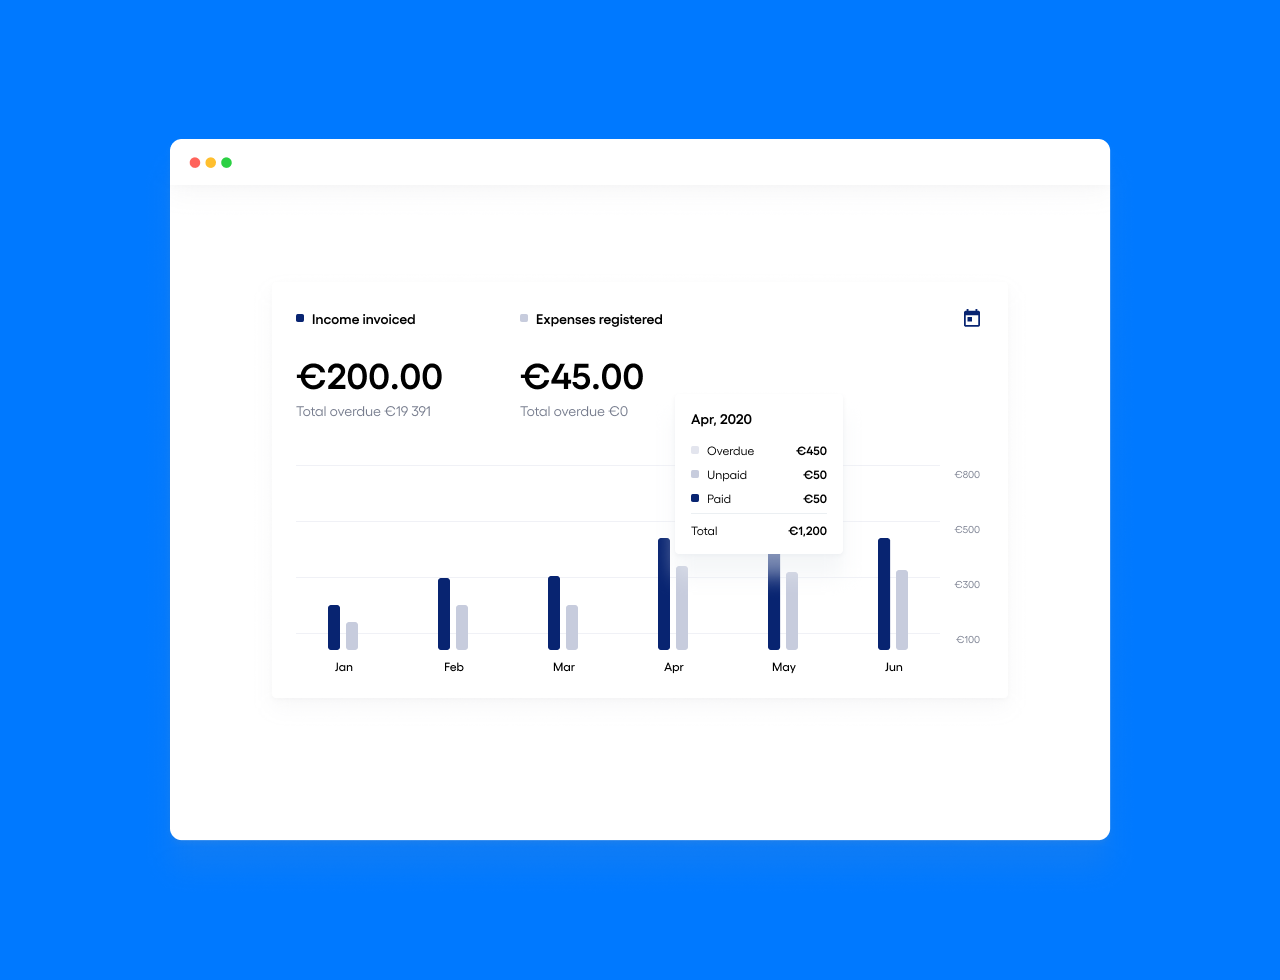 Income invoiced
Expenses registered
€200.00
€45.00
Total overdue €19 391
Total overdue €0
Apr, 2020
Overdue €450
Unpaid €50
Paid €50
Total €1,200
€800
€500
€300
€100
Jan Feb Mar Apr May Jun